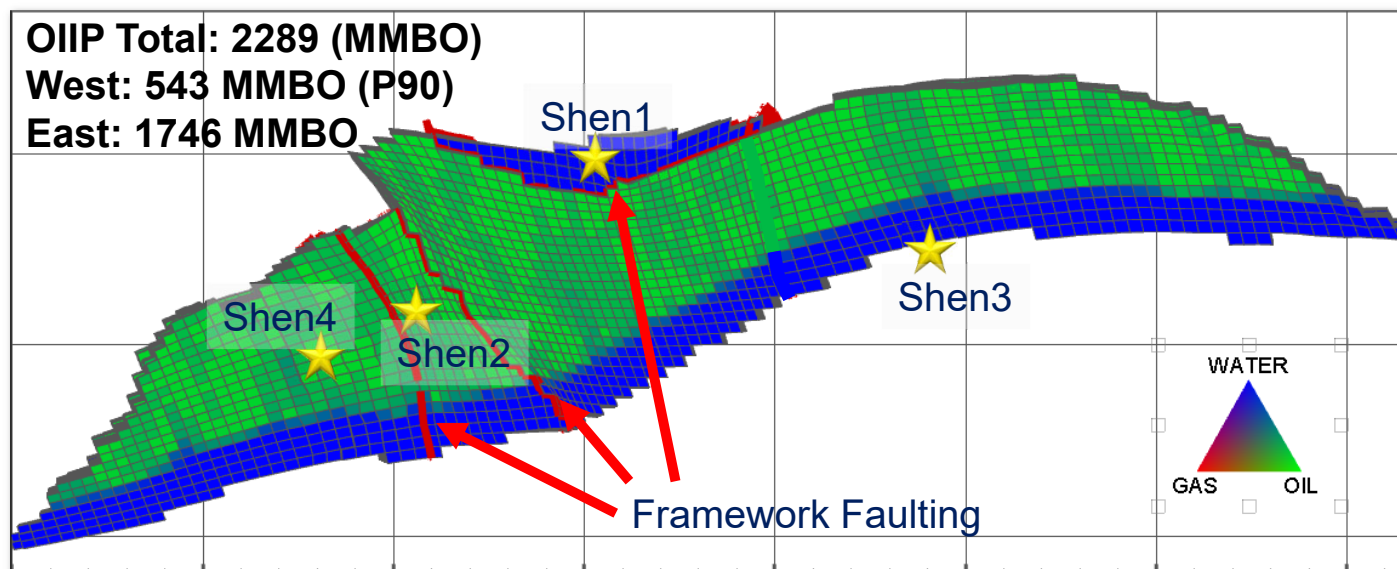 OIIP Total: 2289 (MMBO)
West: 543 MMBO (P90)
East: 1746 MMBO
Shen1
Shen4
Shen2
Shen3
WATER
GAS OIL
Framework Faulting